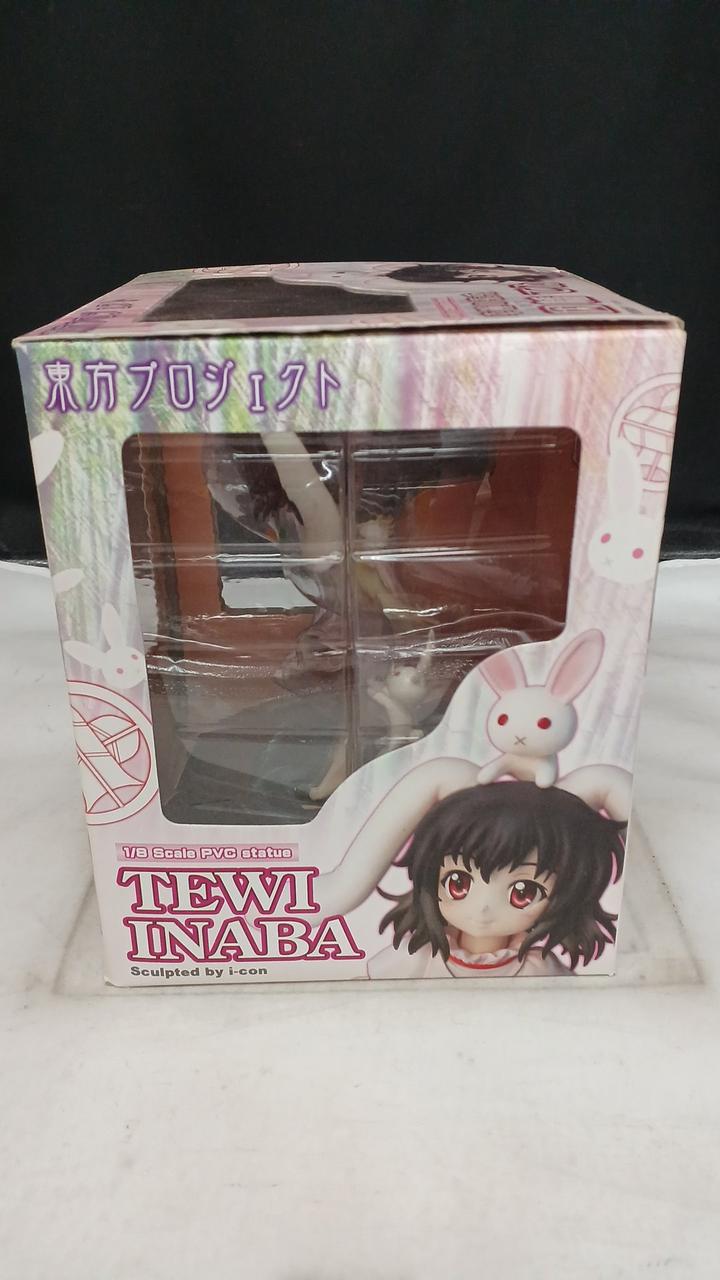 東方プロジェクト
1/8 Scale PVC statue
TEWI
INABA
Sculpted by i-con